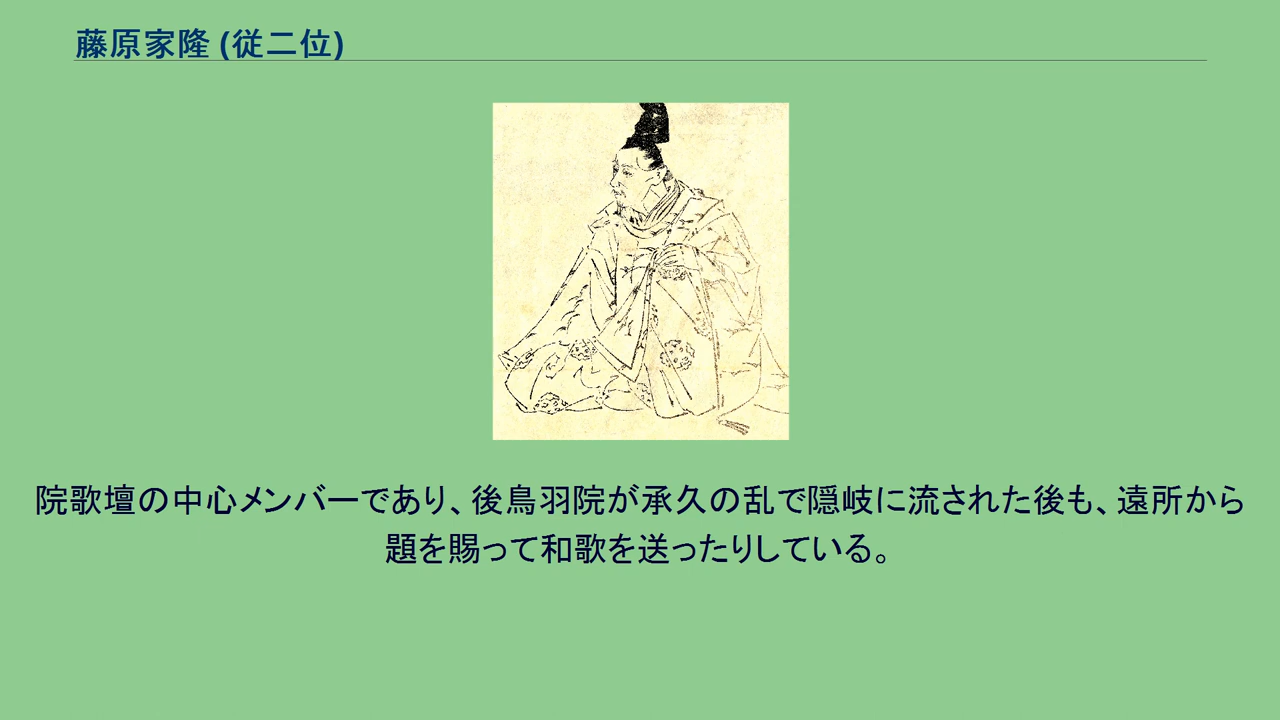 藤原家隆 (従二位)
院歌壇の中心メンバーであり、後鳥羽院が承久の乱で隠岐に流された後も、遠所から
題を賜って和歌を送ったりしている。